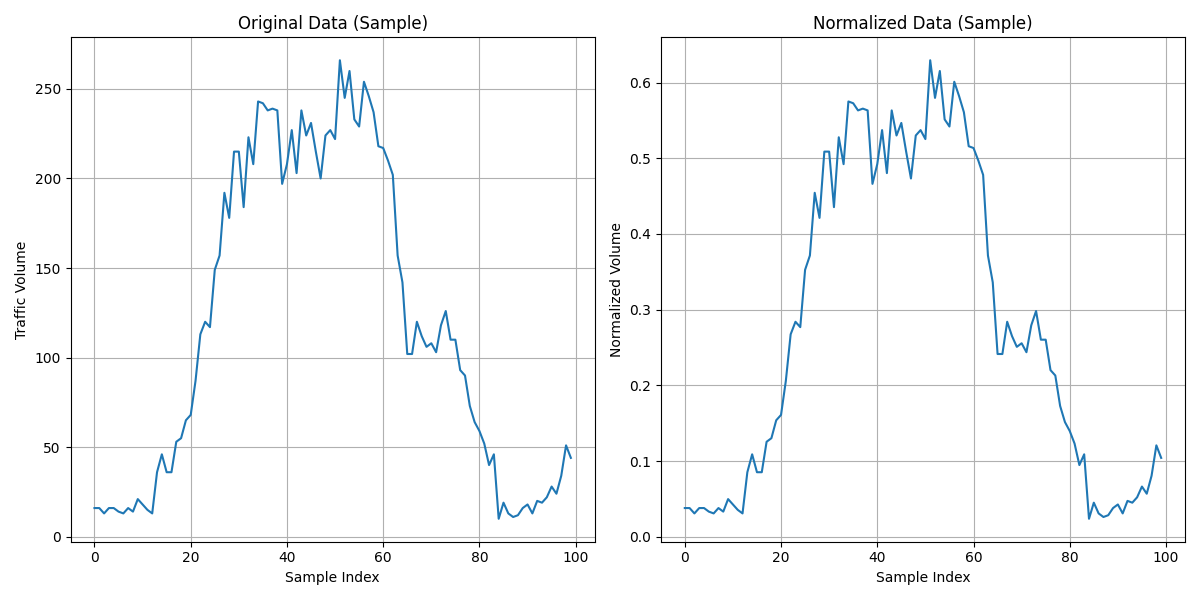 Original Data (Sample)
Traffic Volume
250
200
150
100
50
0
0 20 40 60 80 100
Sample Index
Normalized Data (Sample)
Normalized Volume
0.6
0.5
0.4
0.3
0.2
0.1
0.0
0 20 40 60 80 100
Sample Index